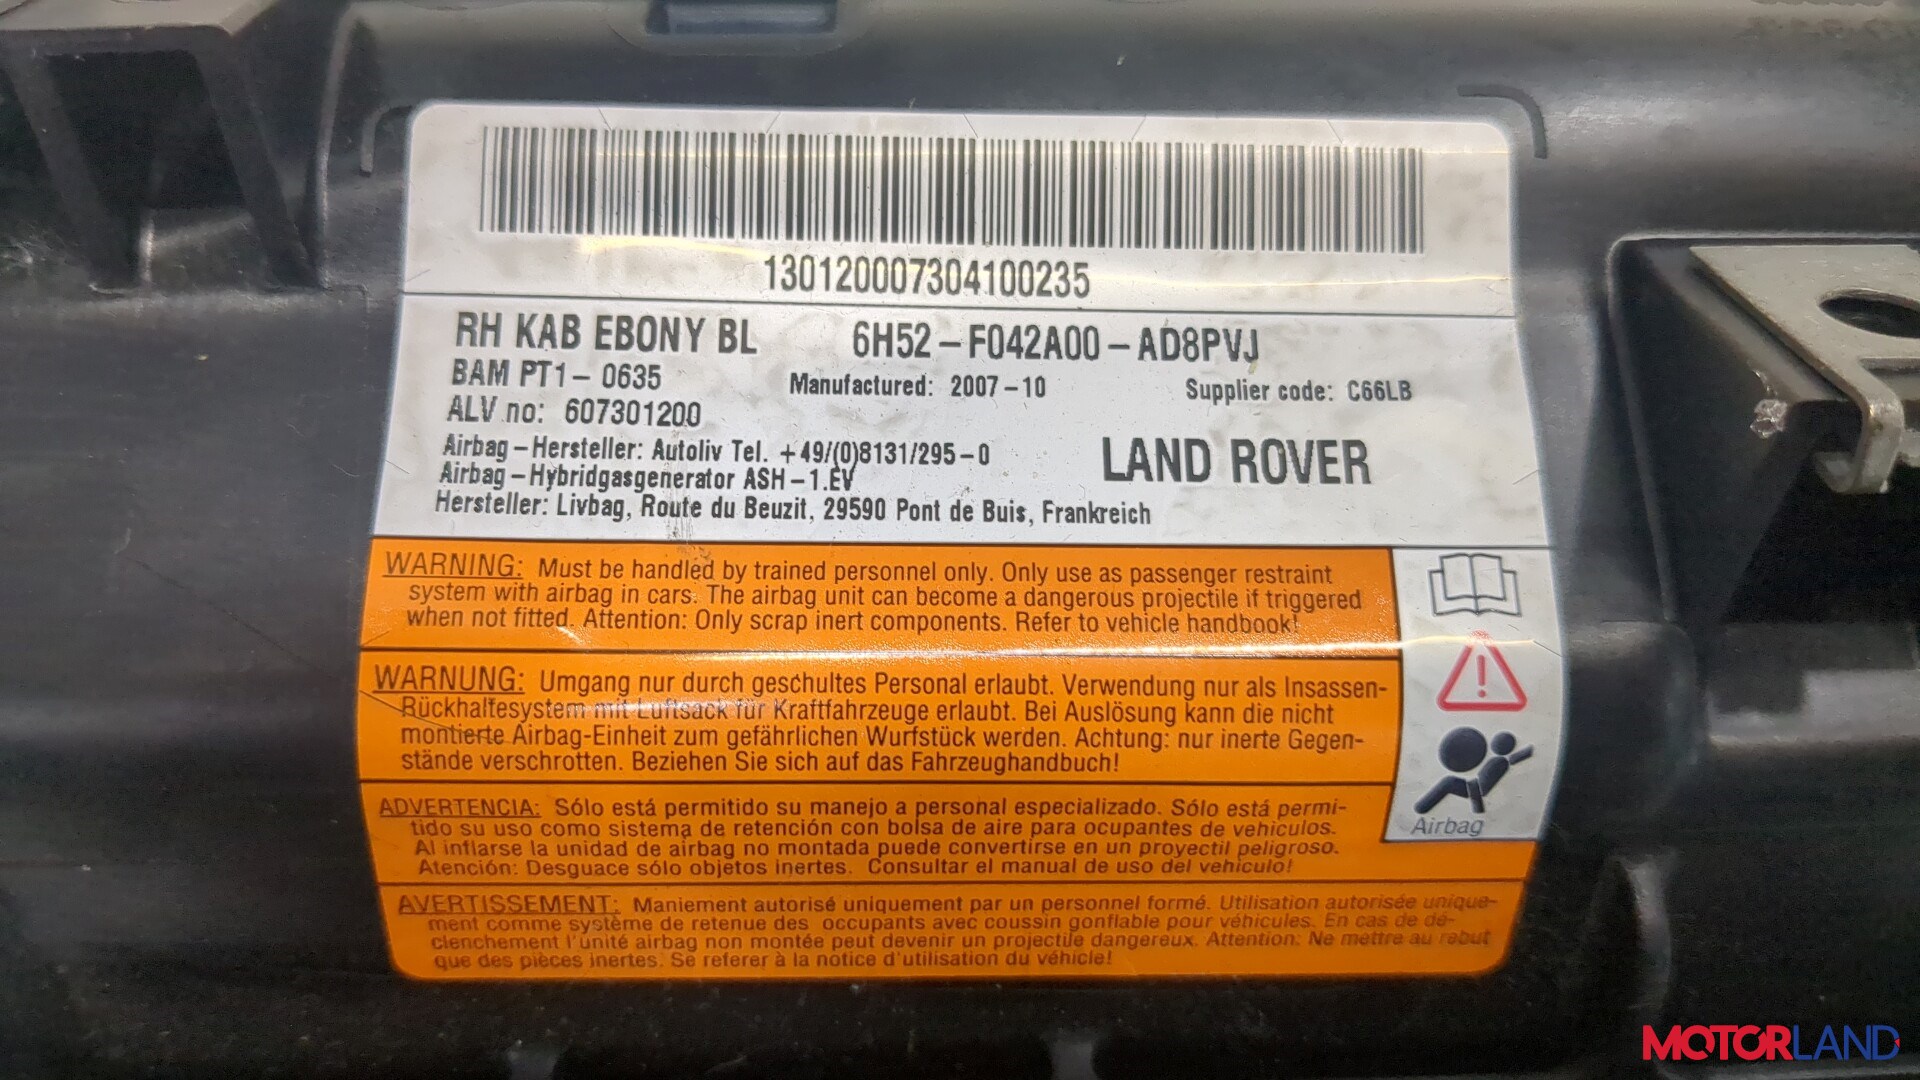 130120007304100235
RH KAB EBONY BL
6H52-F042A00-AD8PVJ
BAM PT1-0635
Manufactured: 2007-10
Supplier code: C66LB
ALV no: 607301200
Airbag-Hersteller: Autoliv Tel. +49/(0)8131/295-0
LAND ROVER
Airbag-Hybridgasgenerator ASH-1.EV
Hersteller: Livbag, Route du Beuzit, 29590 Pont de Buis, Frankreich
WARNING: Must be handled by trained personnel only. Only use as passenger restraint
system with airbag in cars. The airbag unit can become a dangerous projectile if triggered
when not fitted. Attention: Only scrap inert components. Refer to vehicle handbook!
WARNUNG: Umgang nur durch geschultes Personal erlaubt. Verwendung nur als Insassen-
Rückhaltesystem mit Luftsack für Kraftfahrzeuge erlaubt. Bei Auslösung kann die nicht
montierte Airbag-Einheit zum gefährlichen Wurfstück werden. Achtung: nur inerte Gegen-
stände verschrotten. Beziehen Sie sich auf das Fahrzeughandbuch!
ADVERTENCIA: Sólo está permitido su manejo a personal especializado. Sólo está permi-
tido su uso como sistema de retención con bolsa de aire para ocupantes de vehículos.
Al inflarse la unidad de airbag no montada puede convertirse en un proyectil peligroso.
Atención: Desguace sólo objetos inertes. Consultar el manual de uso del vehículo!
Airbag
AVERTISSEMENT: Maniement autorisé uniquement par un personnel formé. Utilisation autorisée unique-
ment comme système de retenue des occupants avec coussin gonflable pour véhicules. En cas de dé-
clenchement l'unité airbag non montée peut devenir un projectile dangereux. Attention: Ne mettre au rebut
que des pièces inertes. Se referer à la notice d'utilisation du véhicle!
MOTORLAND